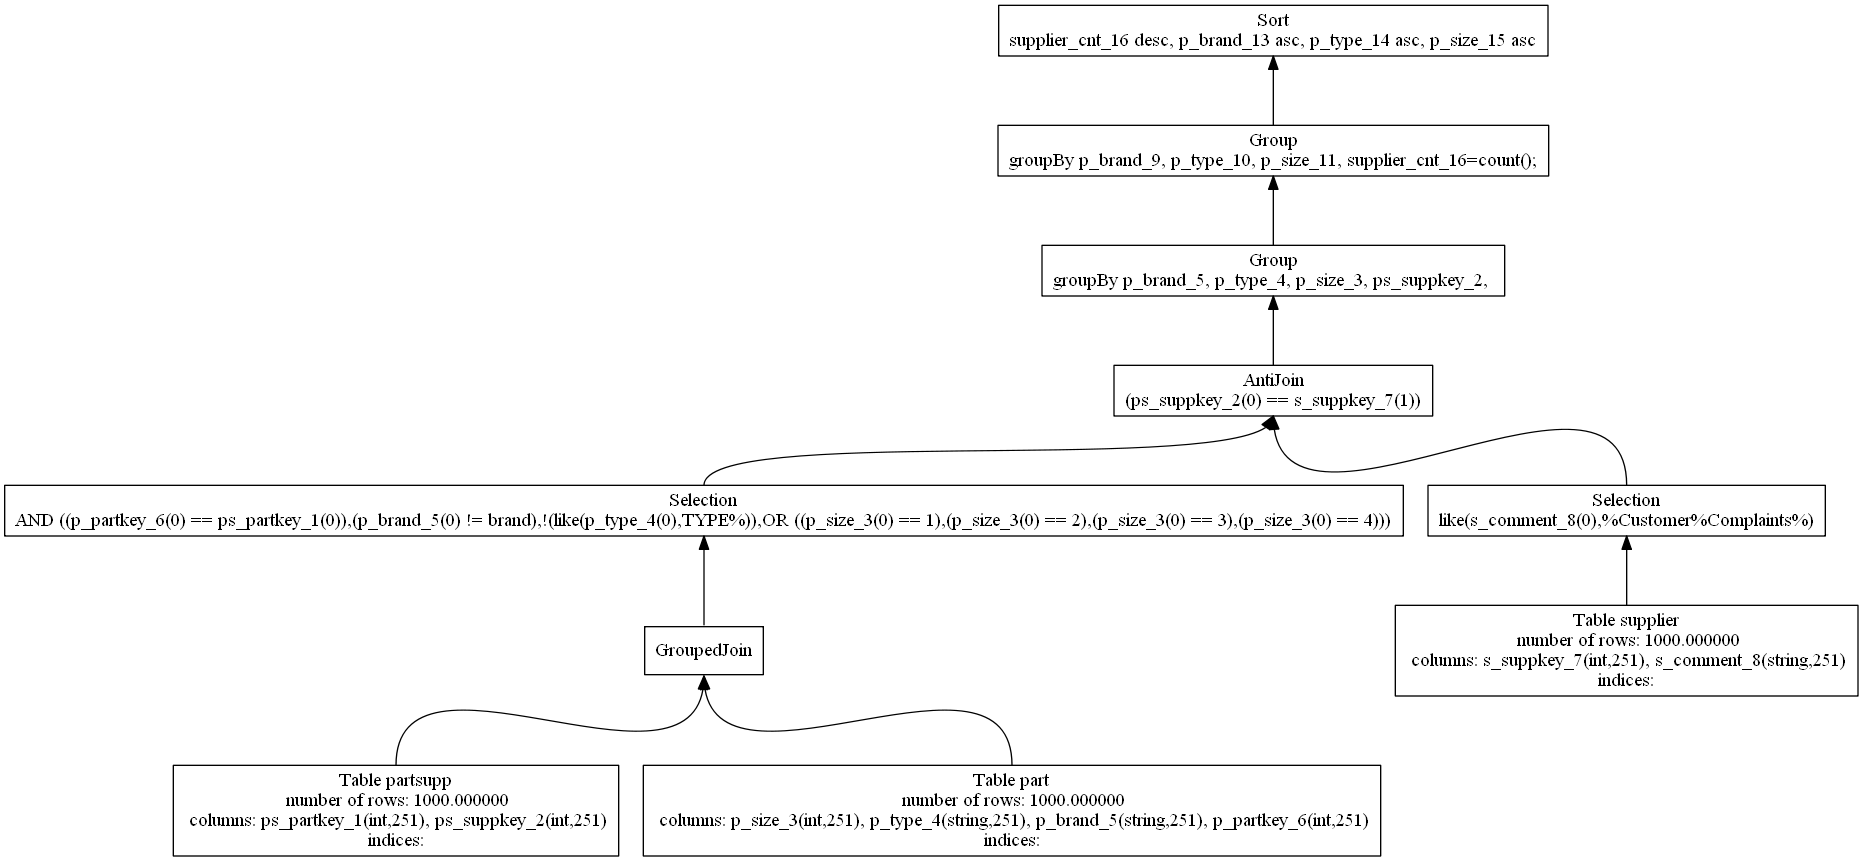 Sort
supplier_cnt_16 desc, p_brand_13 asc, p_type_14 asc, p_size_15 asc
Group
groupBy p_brand_9, p_type_10, p_size_11, supplier_cnt_16=count();
Group
groupBy p_brand_5, p_type_4, p_size_3, ps_suppkey_2,
AntiJoin
(ps_suppkey_2(0) == s_suppkey_7(1))
Selection
AND ((p_partkey_6(0) == ps_partkey_1(0)),(p_brand_5(0) != brand),!(like(p_type_4(0),TYPE%)),OR ((p_size_3(0) == 1),(p_size_3(0) == 2),(p_size_3(0) == 3),(p_size_3(0) == 4)))
Selection
like(s_comment_8(0),%Customer%Complaints%)
GroupedJoin
Table supplier
number of rows: 1000.000000
columns: s_suppkey_7(int,251), s_comment_8(string,251)
indices:
Table partsupp
number of rows: 1000.000000
columns: ps_partkey_1(int,251), ps_suppkey_2(int,251)
indices:
Table part
number of rows: 1000.000000
columns: p_size_3(int,251), p_type_4(string,251), p_brand_5(string,251), p_partkey_6(int,251)
indices: